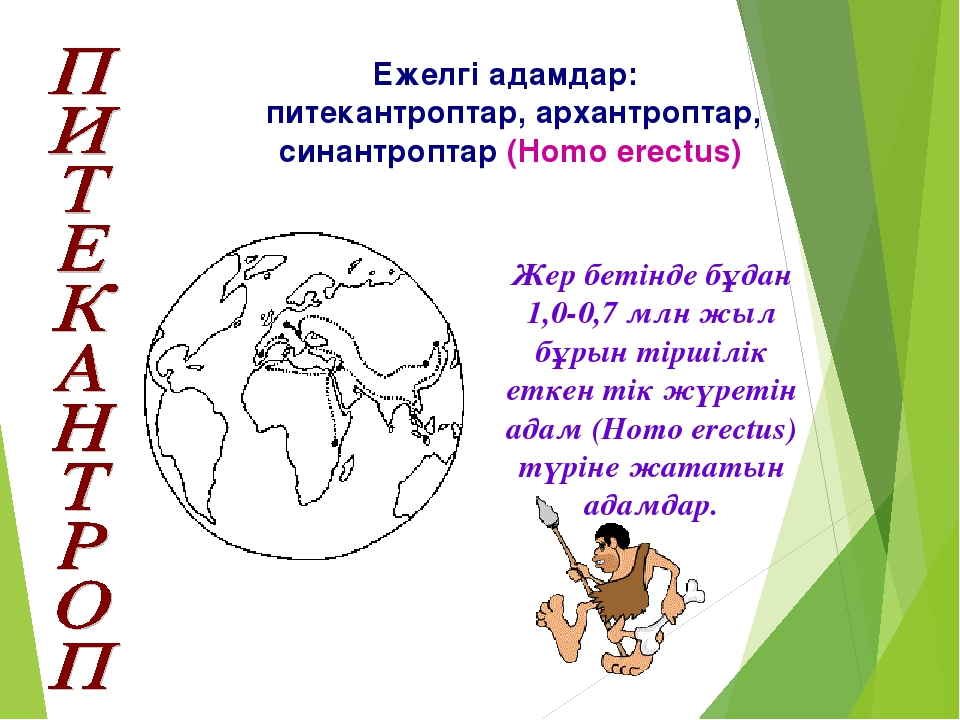 ПИТЕКАНТРОП
Ежелгі адамдар:
питекантроптар, архантроптар,
синантроптар (Homo erectus)
Жер бетінде бұдан
1,0-0,7 млн жыл
бұрын тіршілік
еткен тік жүретін
адам (Homo erectus)
түріне жататын
адамдар.